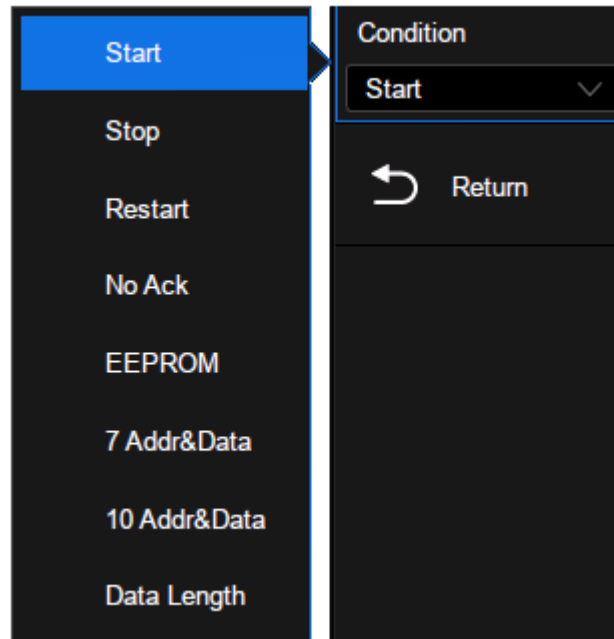 Start
Stop
Restart
No Ack
EEPROM
7 Addr&Data
10 Addr&Data
Data Length
Condition
Start
Return